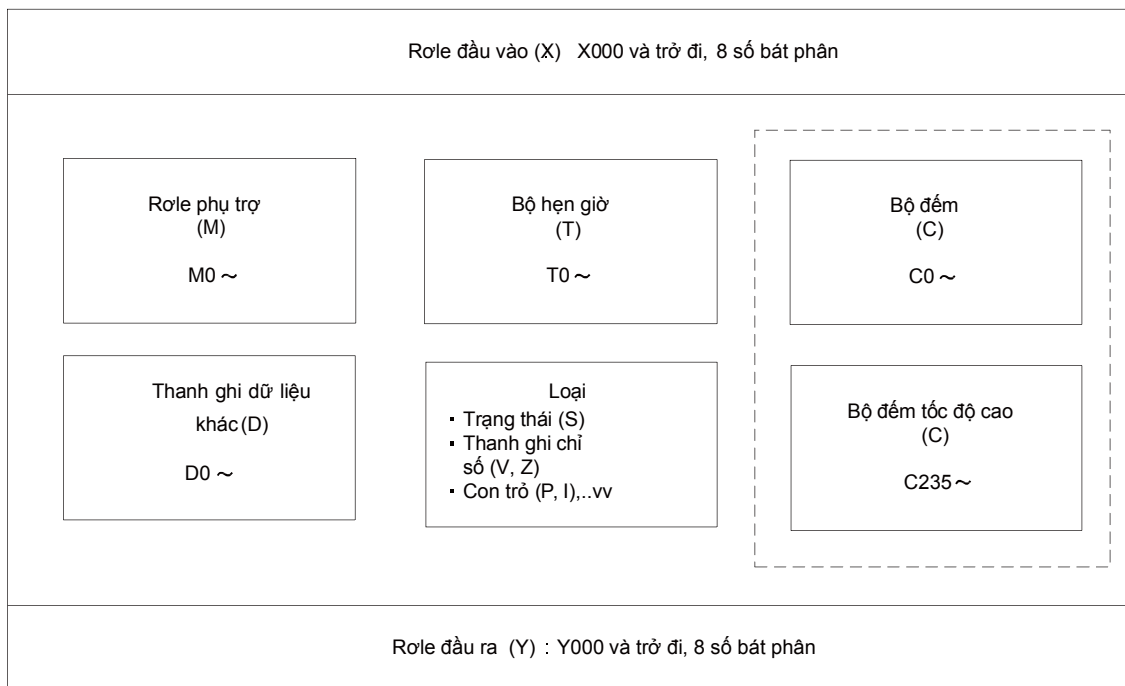 Rơle đầu vào (X) X000 và trở đi, 8 số bát phân
Rơle phụ trợ
(M)
M0 ~
Bộ hẹn giờ
(T)
T0 ~
Bộ đếm
(C)
C0 ~
Thanh ghi dữ liệu
khác (D)
D0 ~
Loại
▪ Trạng thái (S)
▪ Thanh ghi chỉ
số (V, Z)
▪ Con trỏ (P, I),..vv
Bộ đếm tốc độ cao
(C)
C235 ~
Rơle đầu ra (Y) : Y000 và trở đi, 8 số bát phân